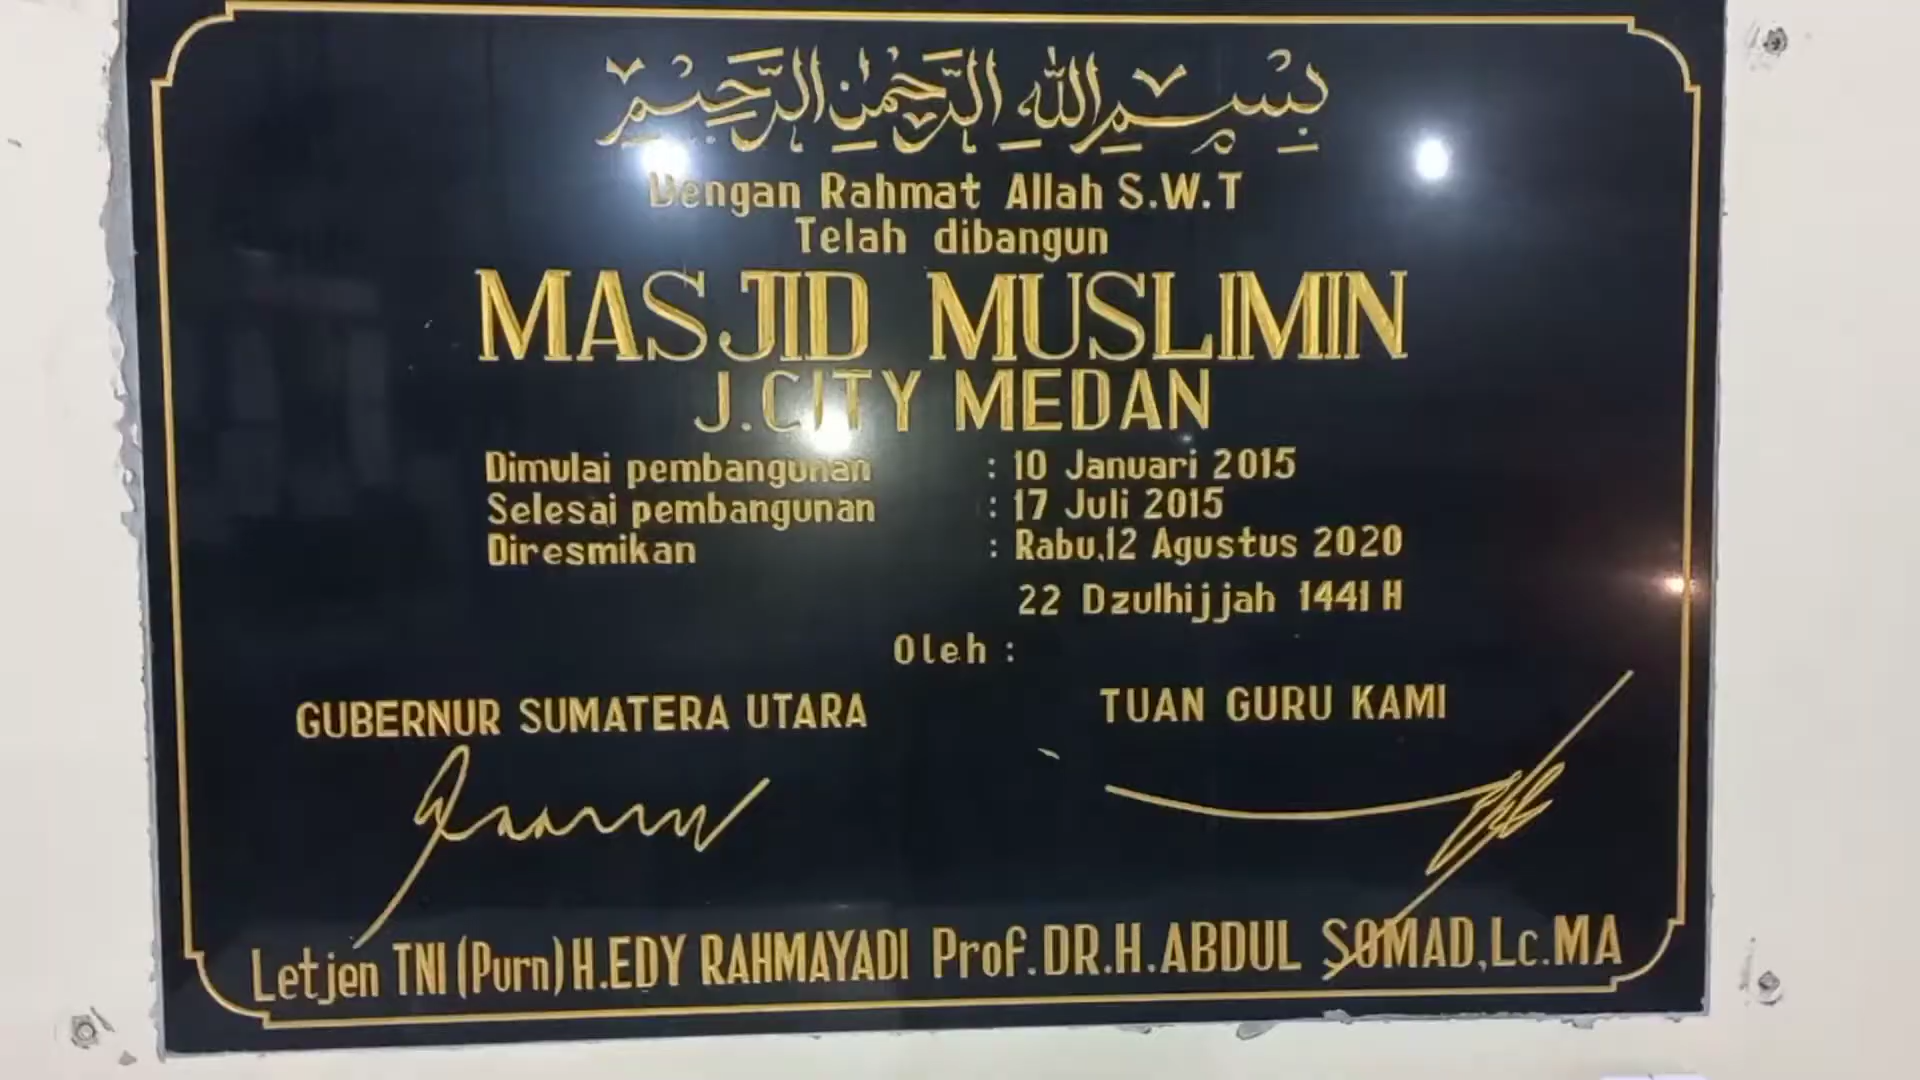 بِسْمِ اللهِ الرَّحْمٰنِ الرَّحِيْمِ
Dengan Rahmat Allah S.W.T
Telah dibangun
MASJID MUSLIMIN
J.CITY MEDAN
Dimulai pembangunan : 10 Januari 2015
Selesai pembangunan : 17 Juli 2015
Diresmikan : Rabu,12 Agustus 2020
22 Dzulhijjah 1441 H
Oleh :
GUBERNUR SUMATERA UTARA TUAN GURU KAMI
Letjen TNI (Purn) H.EDY RAHMAYADI Prof.DR.H.ABDUL SOMAD,Lc.MA